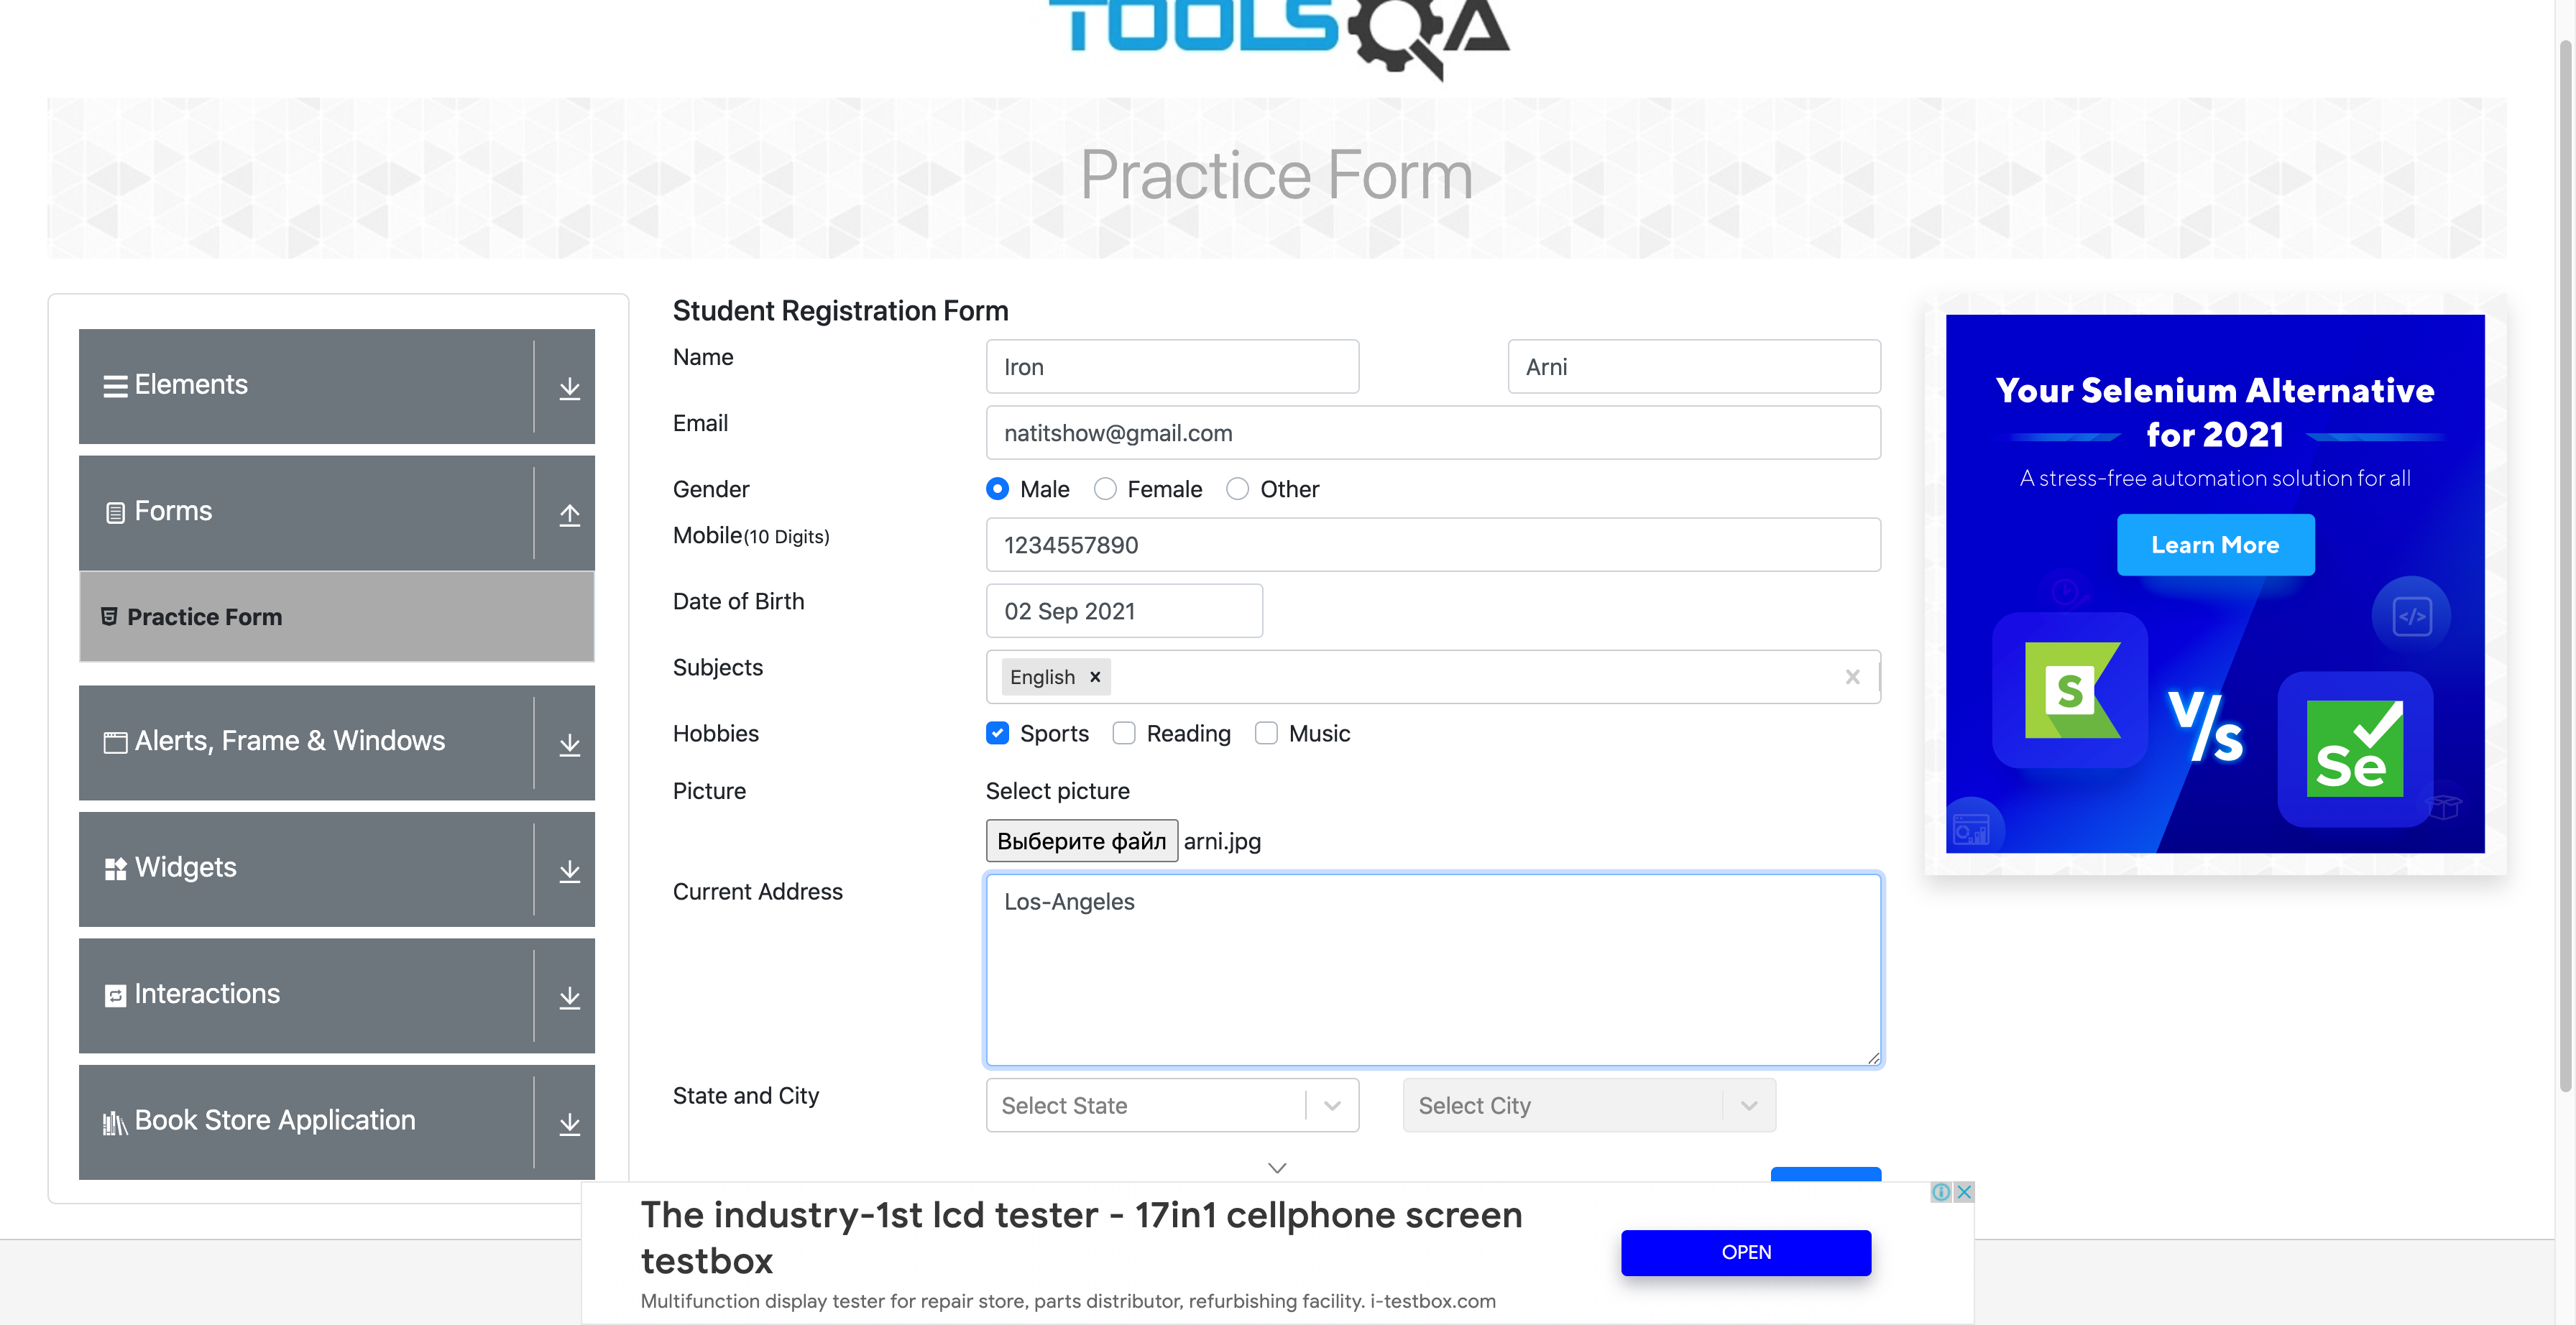 TOOLSQA
Practice Form
Elements
Forms
Practice Form
Alerts, Frame & Windows
Widgets
Interactions
Book Store Application
Student Registration Form
Name
Iron
Arni
Email
natitshow@gmail.com
Gender
Male
Female
Other
Mobile(10 Digits)
1234557890
Date of Birth
02 Sep 2021
Subjects
English
Hobbies
Sports
Reading
Music
Picture
Select picture
Выберите файл arni.jpg
Current Address
Los-Angeles
State and City
Select State
Select City
Your Selenium Alternative
for 2021
A stress-free automation solution for all
Learn More
</>
S
V/s
Se
The industry-1st lcd tester - 17in1 cellphone screen
testbox
Multifunction display tester for repair store, parts distributor, refurbishing facility. i-testbox.com
OPEN